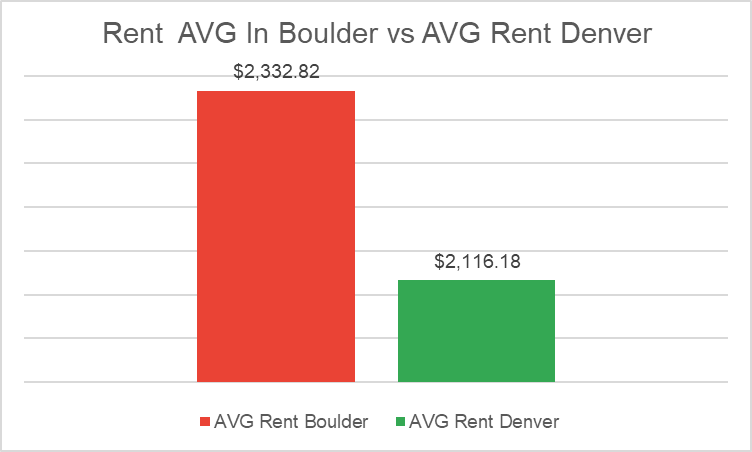 Rent  AVG In Boulder vs AVG Rent Denver
$2,332.82
$2,116.18
AVG Rent Boulder
AVG Rent Denver